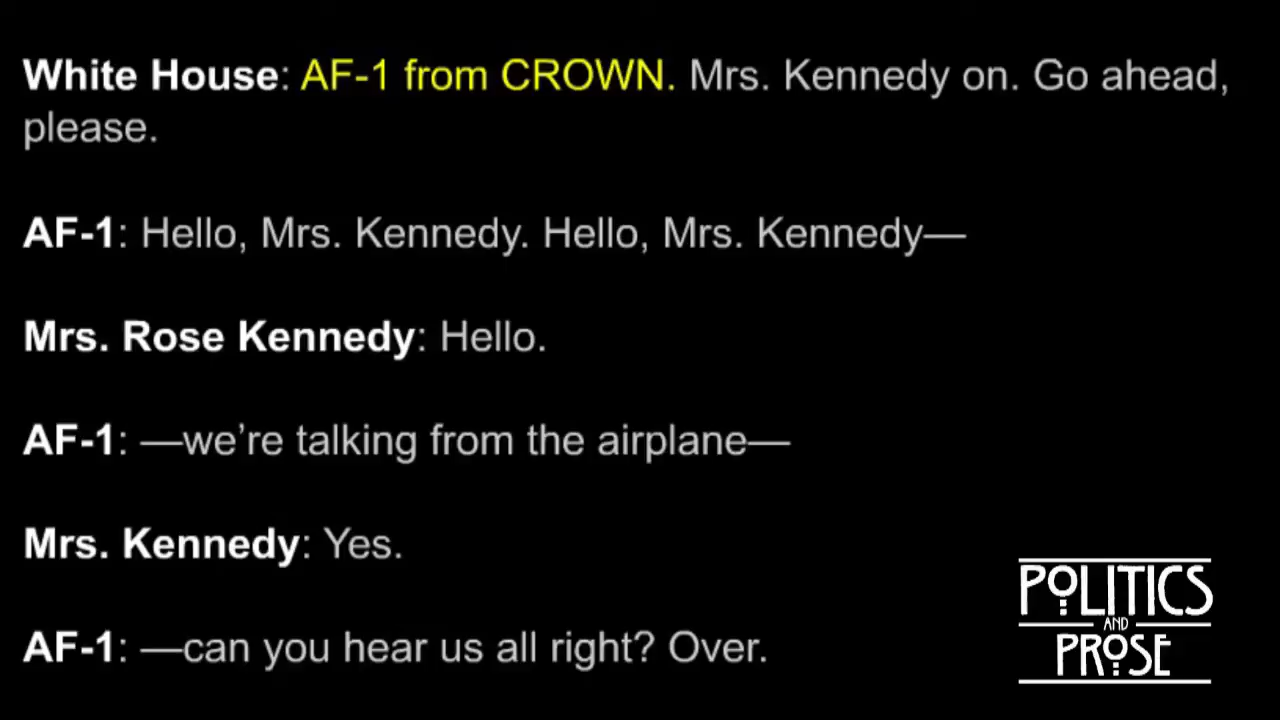 White House: AF-1 from CROWN. Mrs. Kennedy on. Go ahead,
please.
AF-1: Hello, Mrs. Kennedy. Hello, Mrs. Kennedy—
Mrs. Rose Kennedy: Hello.
AF-1: —we’re talking from the airplane—
Mrs. Kennedy: Yes.
AF-1: —can you hear us all right? Over.
POLITICS
AND
PROSE